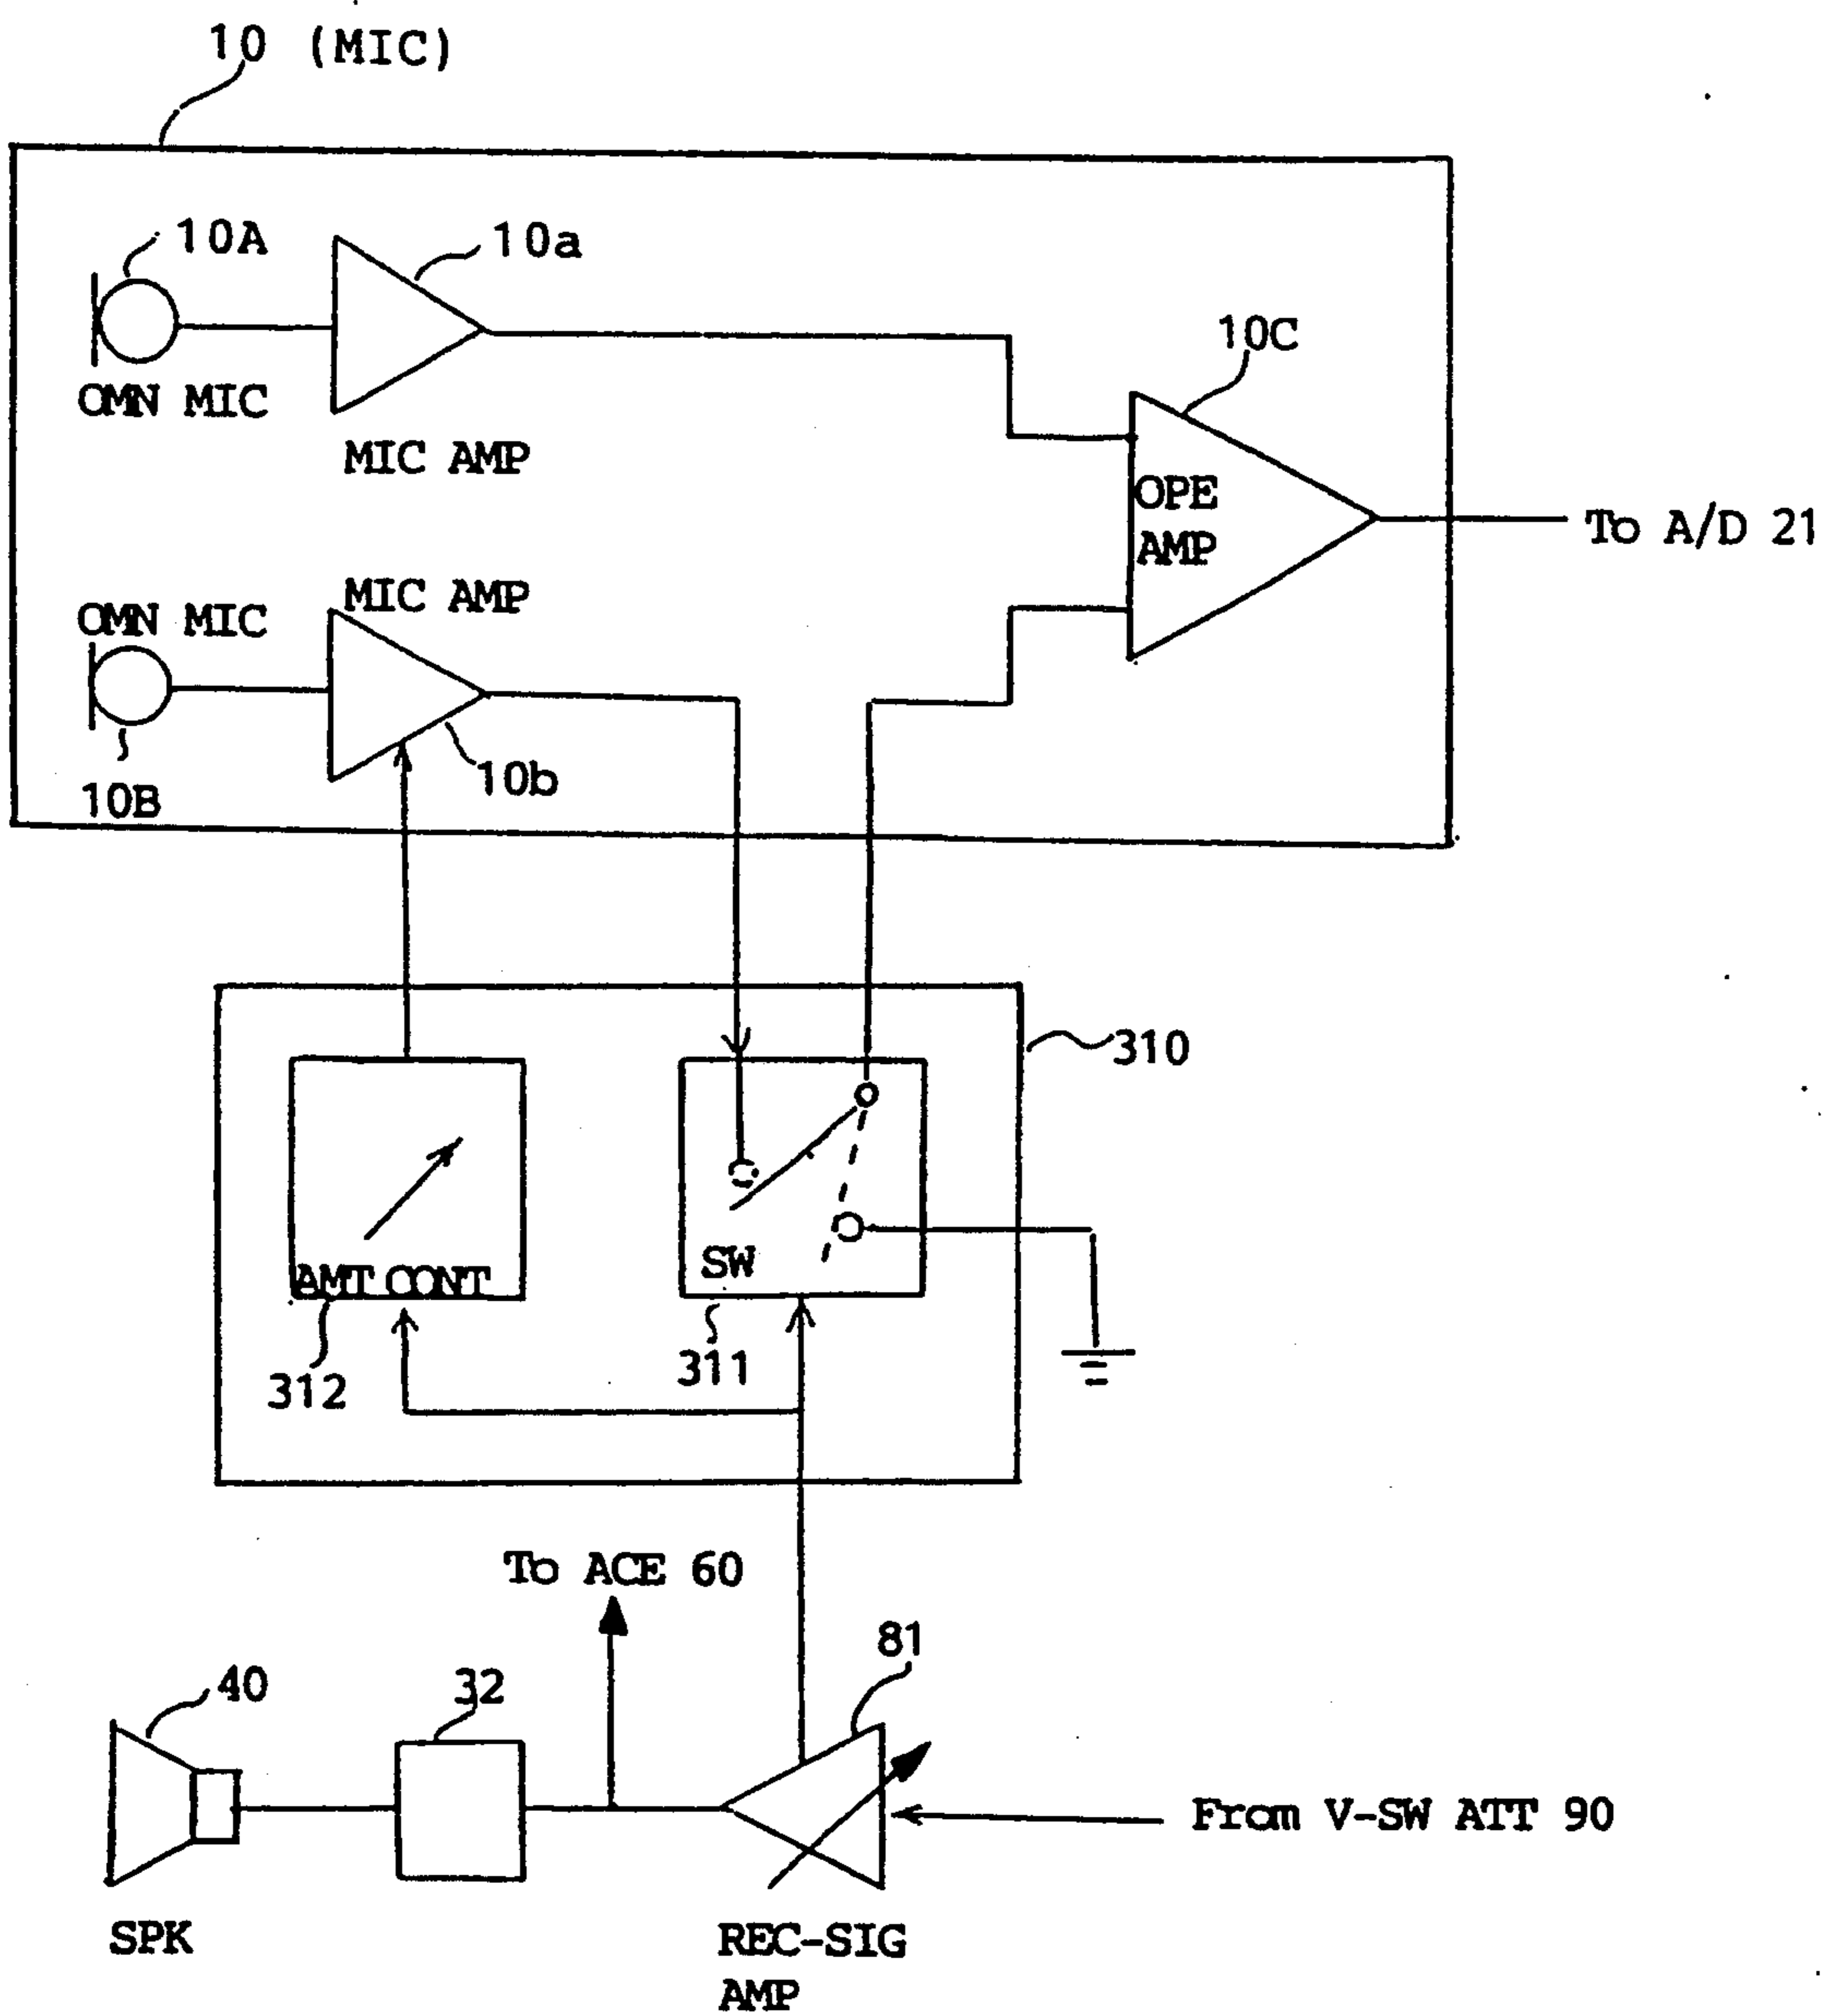 10 (MIC)
10A
10a
OMN MIC
MIC AMP
10C
OPE
AMP
To A/D 21
MIC AMP
OMN MIC
10b
10B
310
AMT CONT
SW
312
311
To ACE 60
81
40
32
From V-SW ATT 90
SPK
REC-SIG
AMP